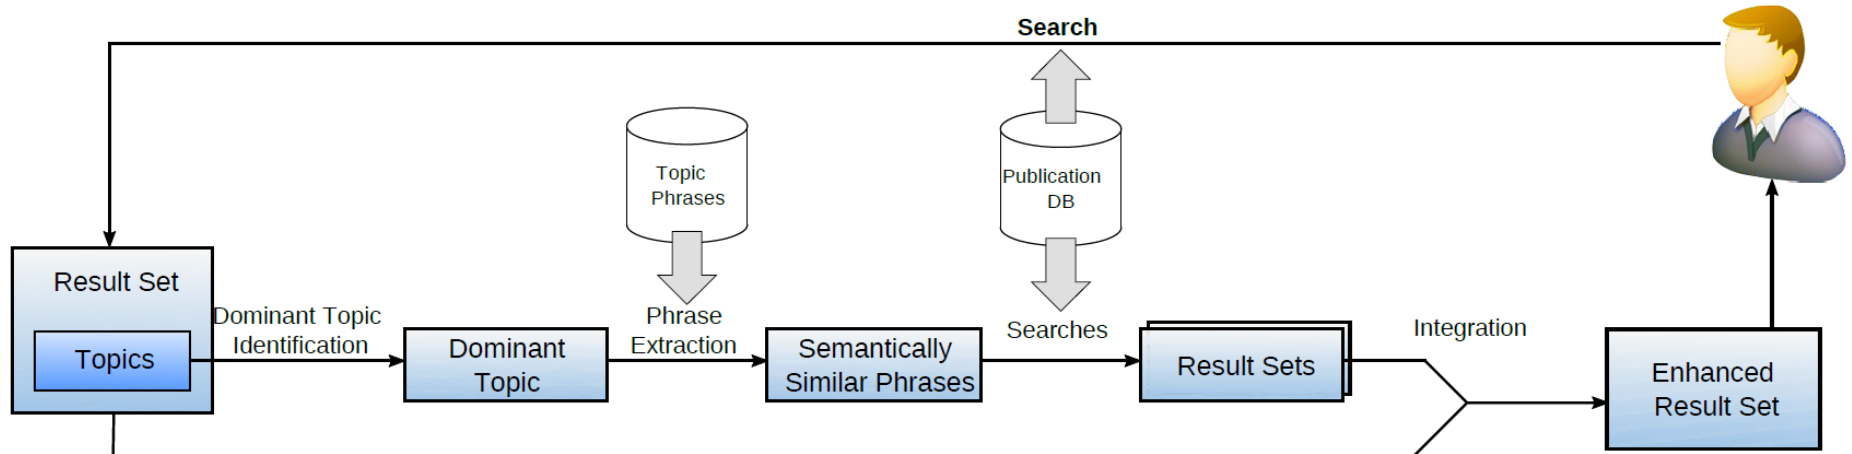 Search
Topic
Phrases
Publication
DB
Result Set
Topics
Dominant Topic
Identification
Dominant
Topic
Phrase
Extraction
Semantically
Similar Phrases
Searches
Result Sets
Integration
Enhanced
Result Set